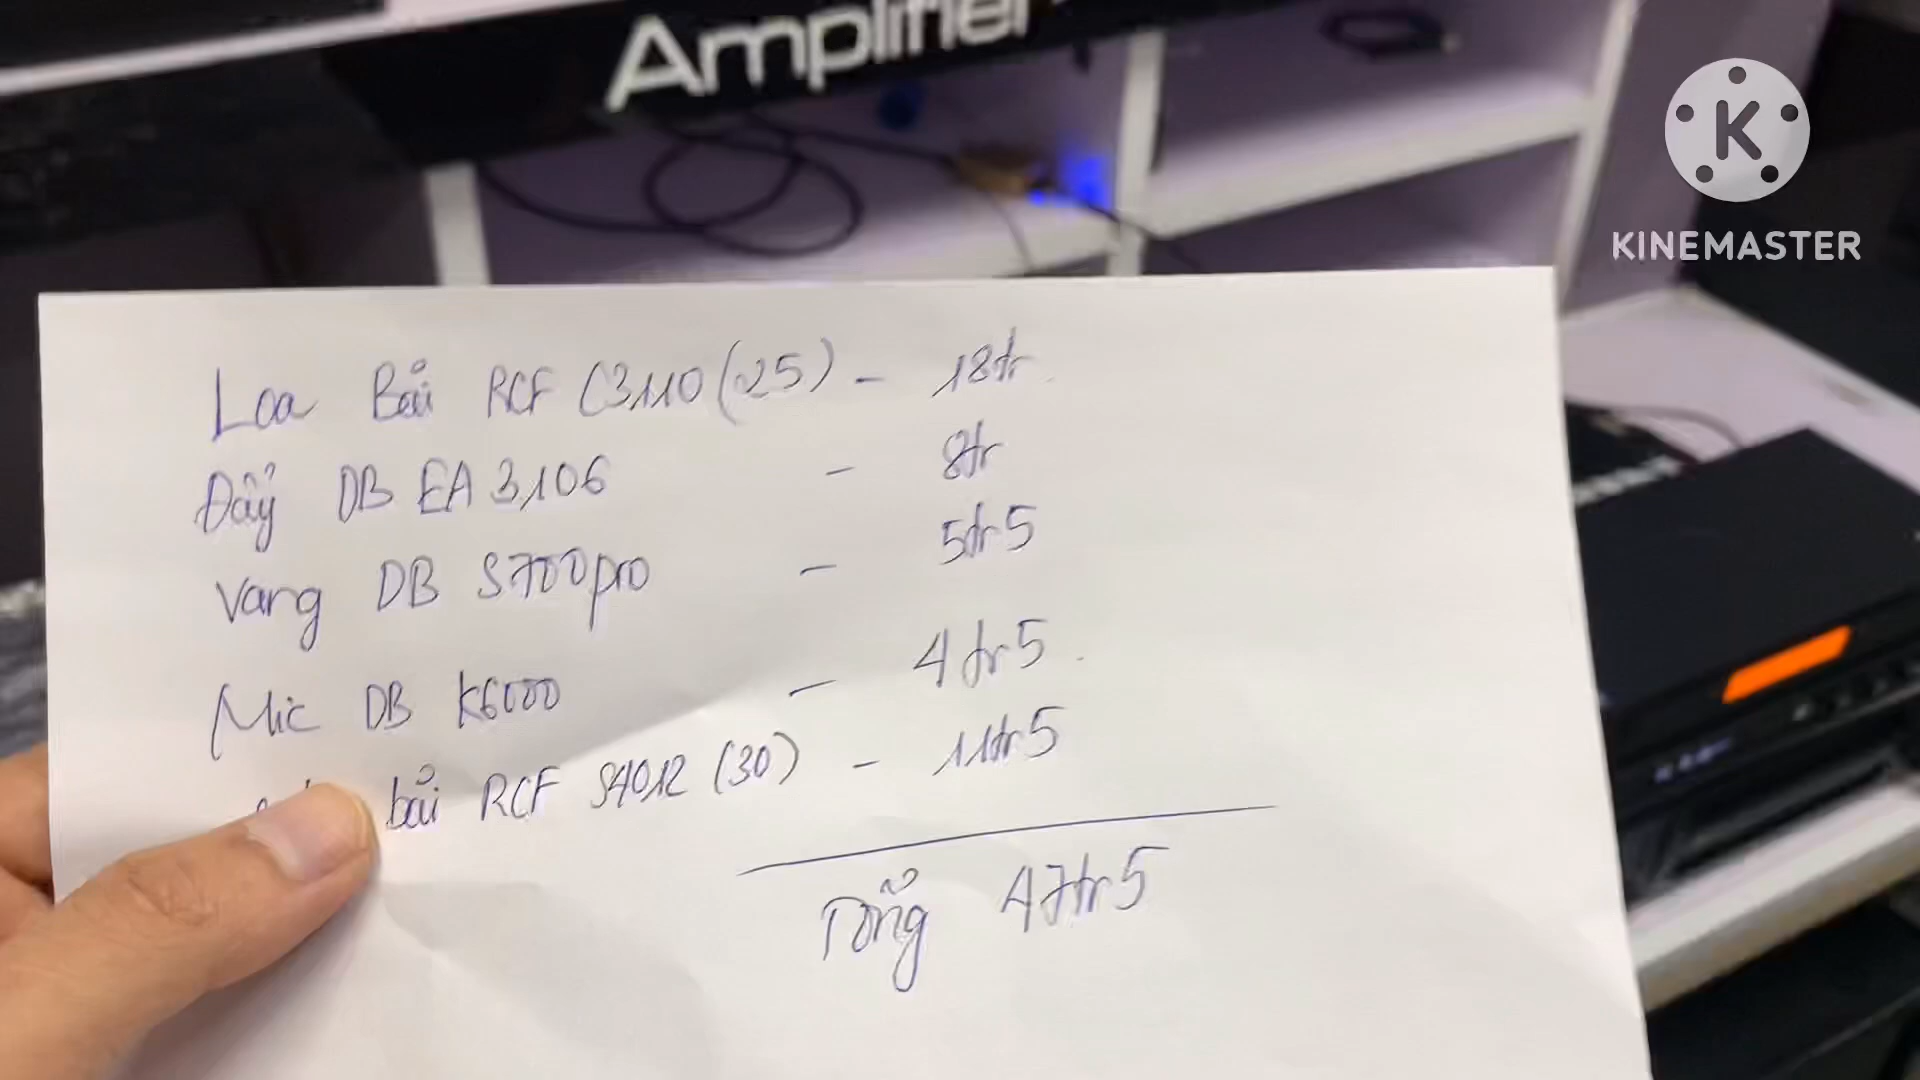 Amplifier
KINEMASTER
Loa Bãi RCF C3110 (25) - 18tr
Đẩy DB EA 3106 - 8tr
Vang DB S700pro - 5tr5
Mic DB K6000 - 4tr5
bãi RCF S4012 (30) - 11tr5
Tổng 47tr5